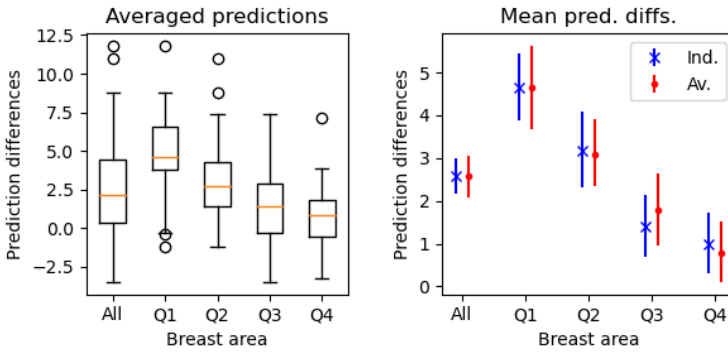 Averaged predictions
12.5
10.0
7.5
5.0
2.5
0.0
−2.5
Prediction differences
All Q1 Q2 Q3 Q4
Breast area
Mean pred. diffs.
Ind.
Av.
5
4
3
2
1
0
Prediction differences
All Q1 Q2 Q3 Q4
Breast area